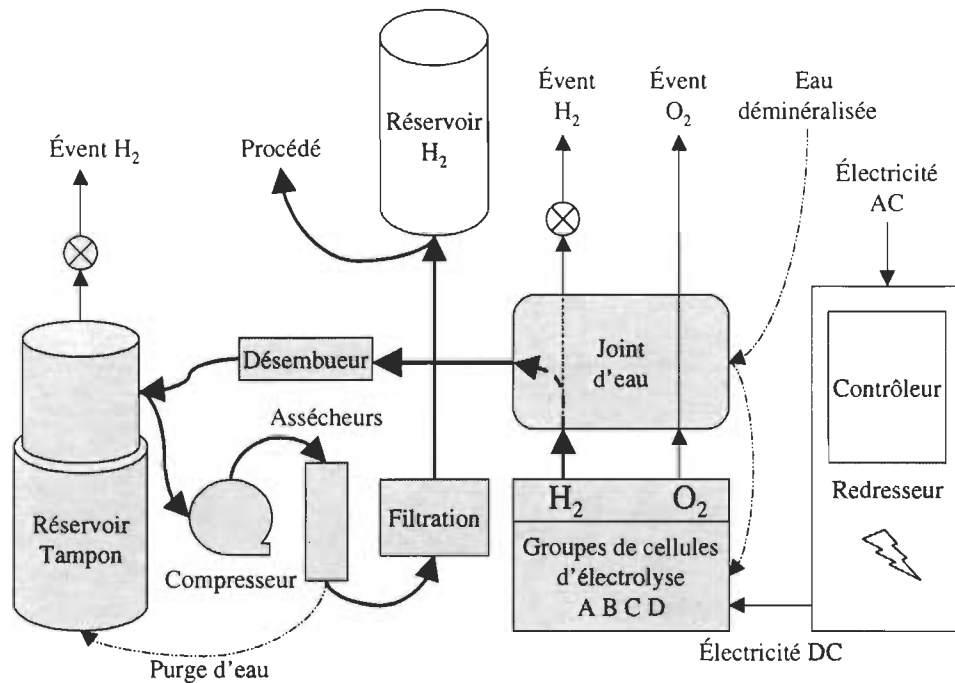 Évent H₂
Procédé
Réservoir
H₂
Évent
H₂
Évent
O₂
Eau
déminéralisée
Électricité
AC
Désembueur
Joint
d'eau
Contrôleur
Assécheurs
Réservoir
Tampon
Compresseur
Filtration
H₂
O₂
Groupes de cellules
d'électrolyse
A B C D
Redresseur
Purge d'eau
Électricité DC